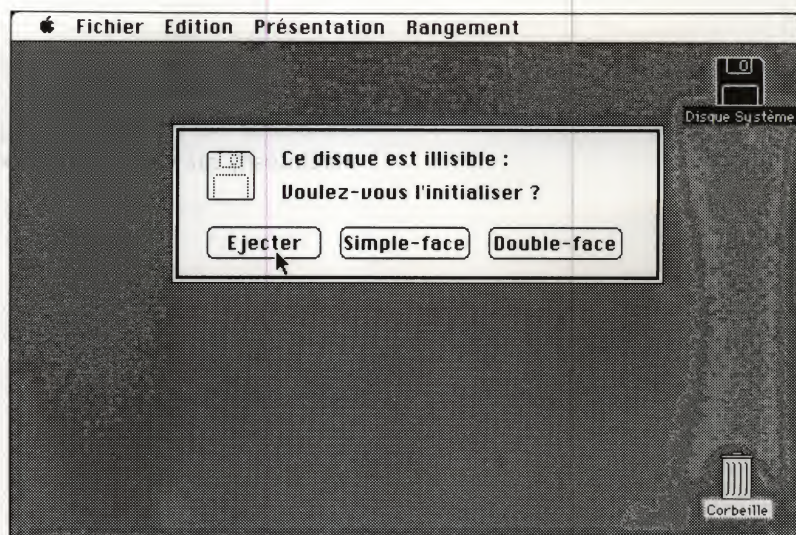 Fichier Edition Présentation Rangement
Disque Système
Ce disque est illisible :
Voulez-vous l'initialiser ?
Ejecter Simple-face Double-face
Corbeille